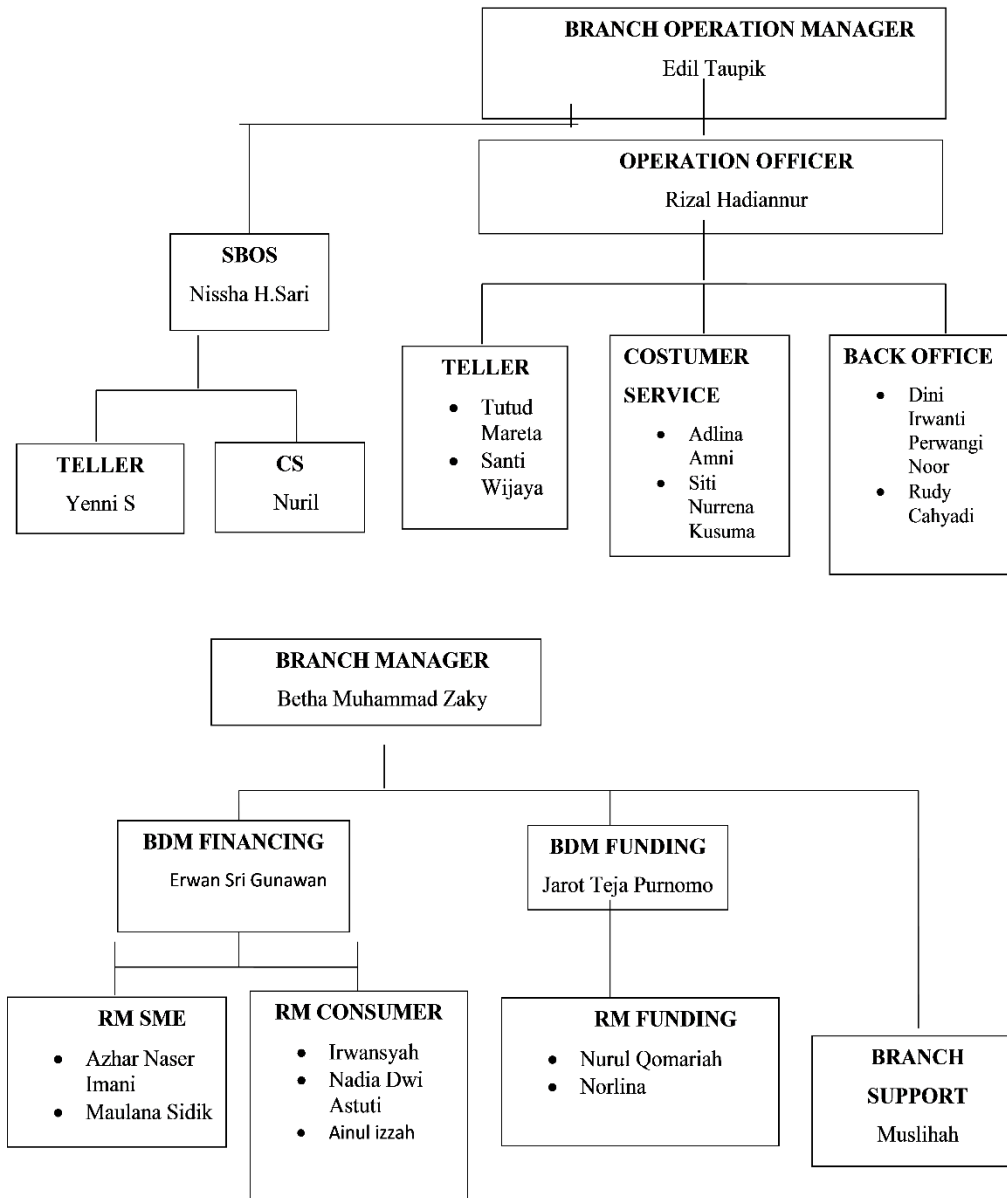 BRANCH OPERATION MANAGER
Edil Taupik
OPERATION OFFICER
Rizal Hadiannur
SBOS
Nissha H.Sari
TELLER
Yenni S
CS
Nuril
TELLER
• Tutud
Mareta
• Santi
Wijaya
COSTUMER
SERVICE
• Adlina
Amni
• Siti
Nurrena
Kusuma
BACK OFFICE
• Dini
Irwanti
Perwangi
Noor
• Rudy
Cahyadi
BRANCH MANAGER
Betha Muhammad Zaky
BDM FINANCING
Erwan Sri Gunawan
BDM FUNDING
Jarot Teja Purnomo
RM SME
• Azhar Naser
Imani
• Maulana Sidik
RM CONSUMER
• Irwansyah
• Nadia Dwi
Astuti
• Ainul izzah
RM FUNDING
• Nurul Qomariah
• Norlina
BRANCH
SUPPORT
Muslihah